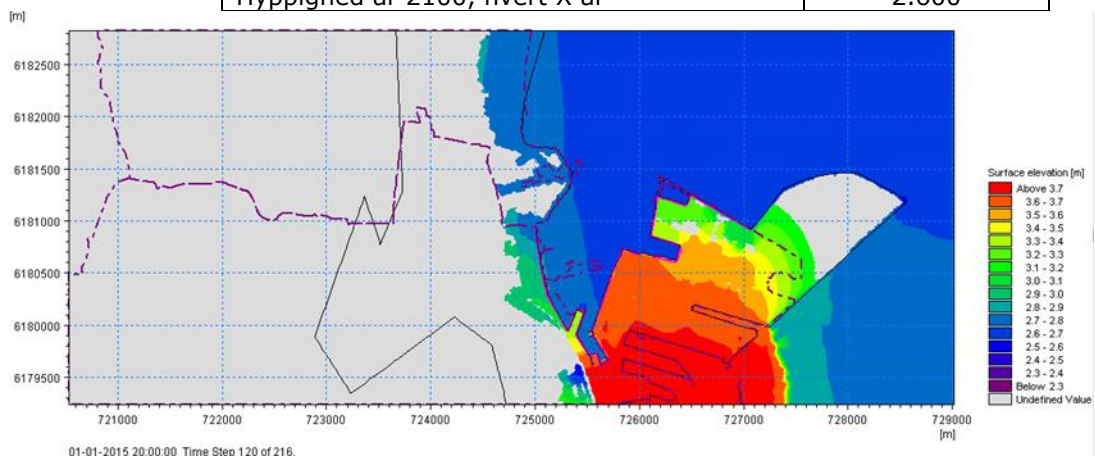 Hyppighed år 2100, hvert X år 2.000
[m]
6182500
6182000
6181500
6181000
6180500
6180000
6179500
721000 722000 723000 724000 725000 726000 727000 728000 729000
[m]
01-01-2015 20:00:00 Time Step 120 of 216.
Surface elevation [m]
Above 3.7
3.6 - 3.7
3.5 - 3.6
3.4 - 3.5
3.3 - 3.4
3.2 - 3.3
3.1 - 3.2
3.0 - 3.1
2.9 - 3.0
2.8 - 2.9
2.7 - 2.8
2.6 - 2.7
2.5 - 2.6
2.4 - 2.5
2.3 - 2.4
Below 2.3
Undefined Value